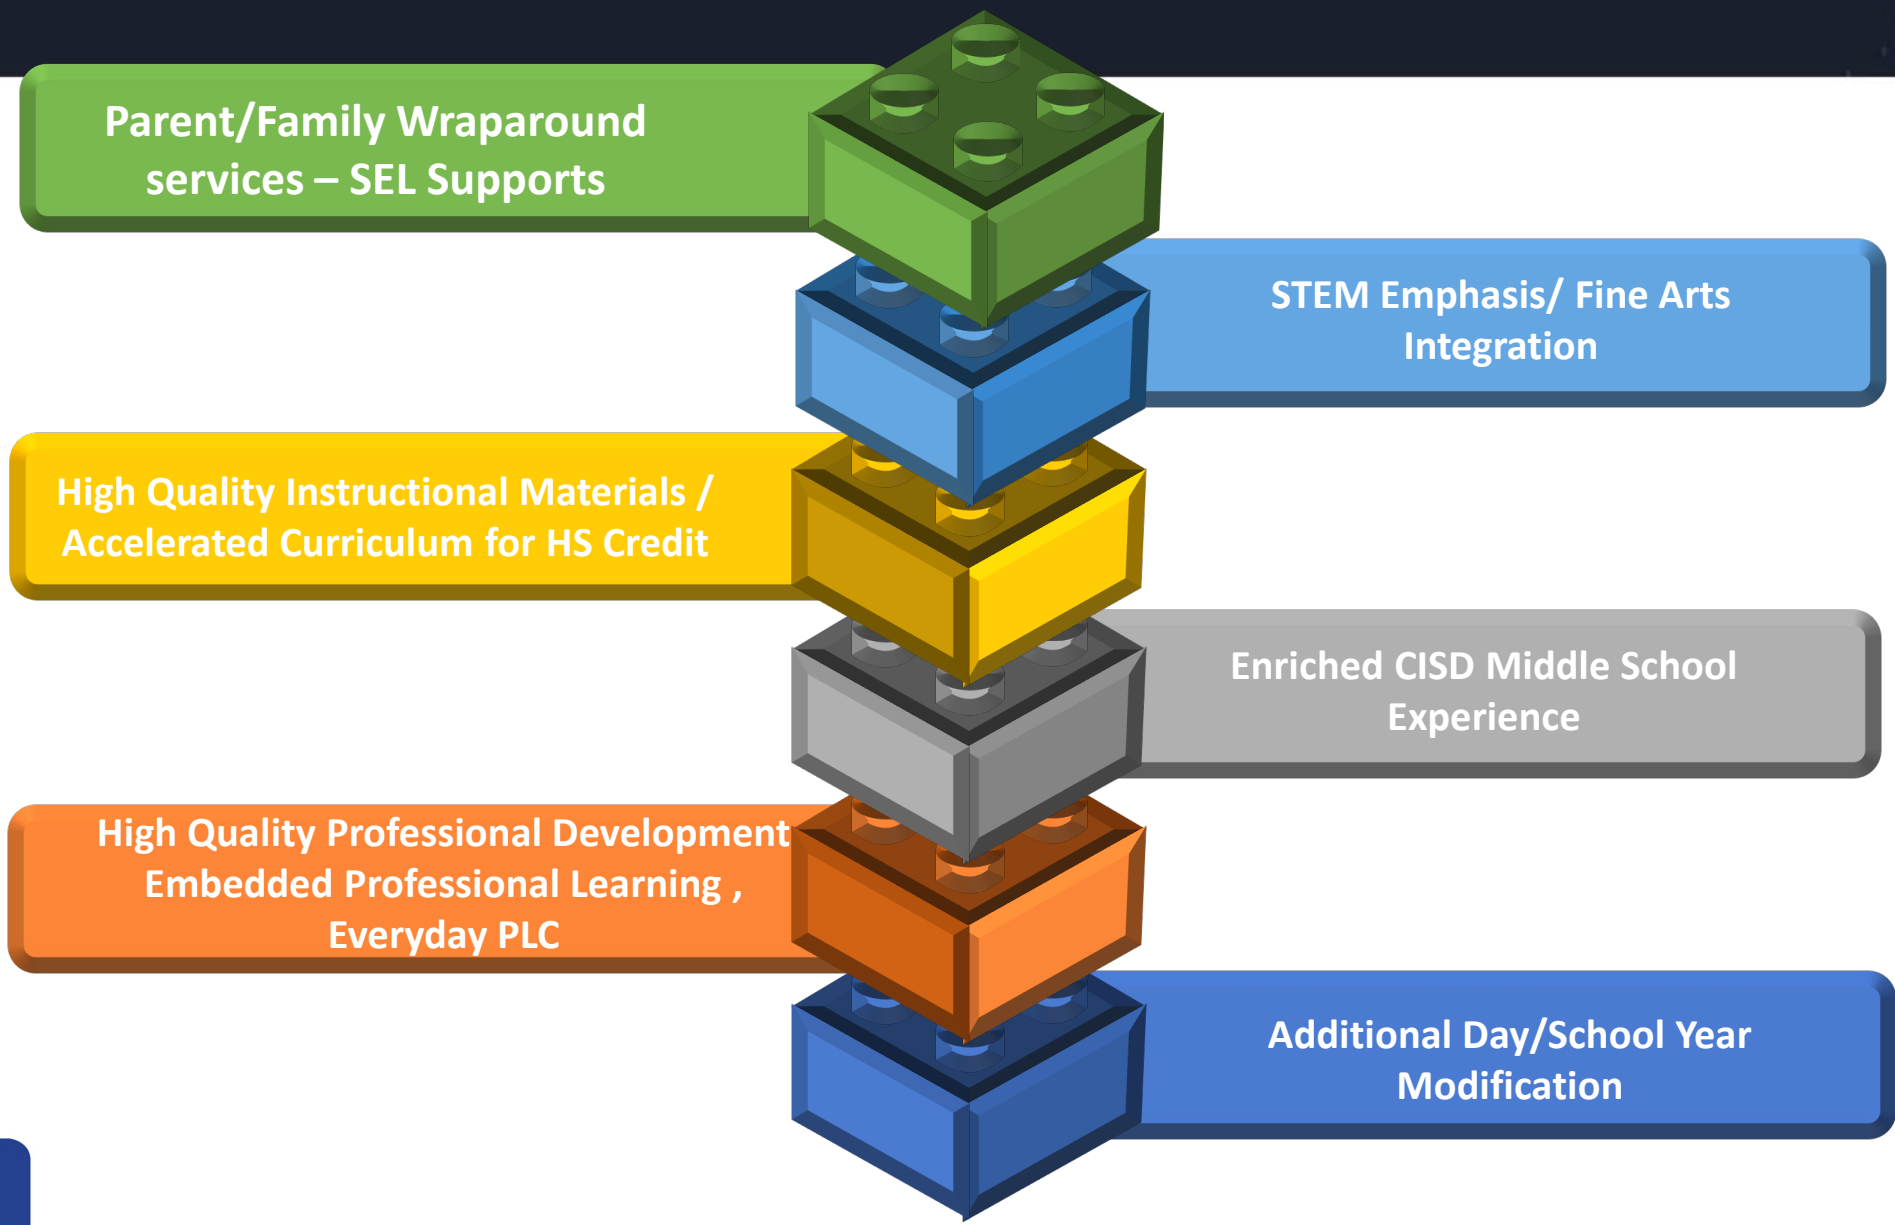 Parent/Family Wraparound
services – SEL Supports
STEM Emphasis/ Fine Arts
Integration
High Quality Instructional Materials /
Accelerated Curriculum for HS Credit
Enriched CISD Middle School
Experience
High Quality Professional Development
Embedded Professional Learning ,
Everyday PLC
Additional Day/School Year
Modification